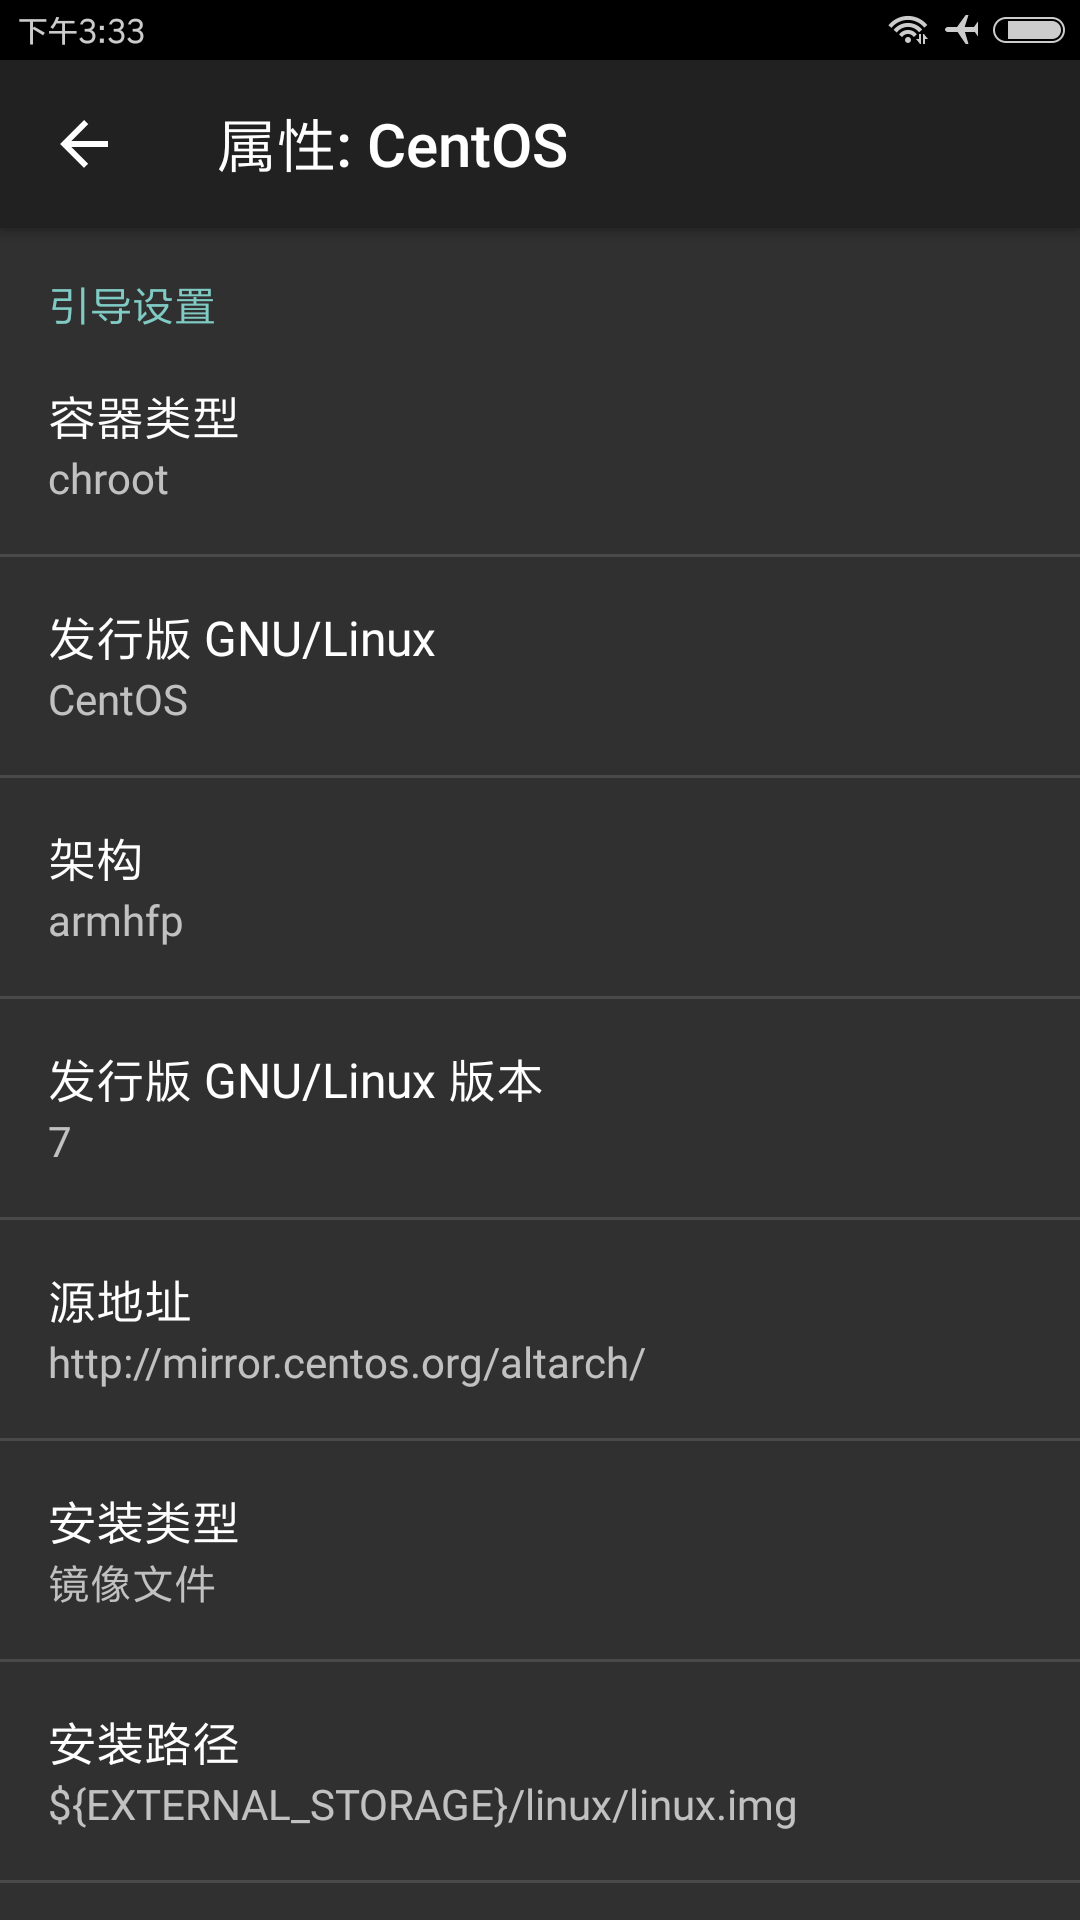 下午3:33
属性: CentOS
引导设置
容器类型
chroot
发行版 GNU/Linux
CentOS
架构
armhfp
发行版 GNU/Linux 版本
7
源地址
http://mirror.centos.org/altarch/
安装类型
镜像文件
安装路径
${EXTERNAL_STORAGE}/linux/linux.img